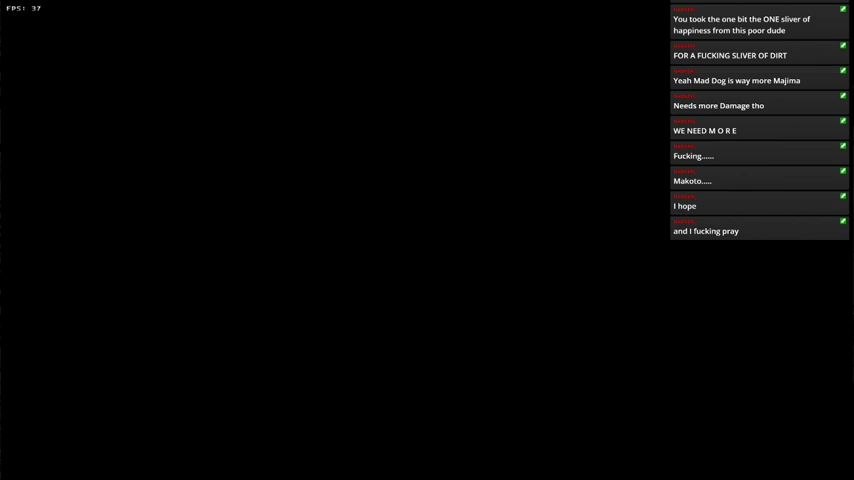 FPS: 37
You took the one bit the ONE sliver of
happiness from this poor dude
FOR A FUCKING SLIVER OF DIRT
Yeah Mad Dog is way more Majima
Needs more Damage tho
WE NEED M O R E
Fucking......
Makoto.....
I hope
and I fucking pray